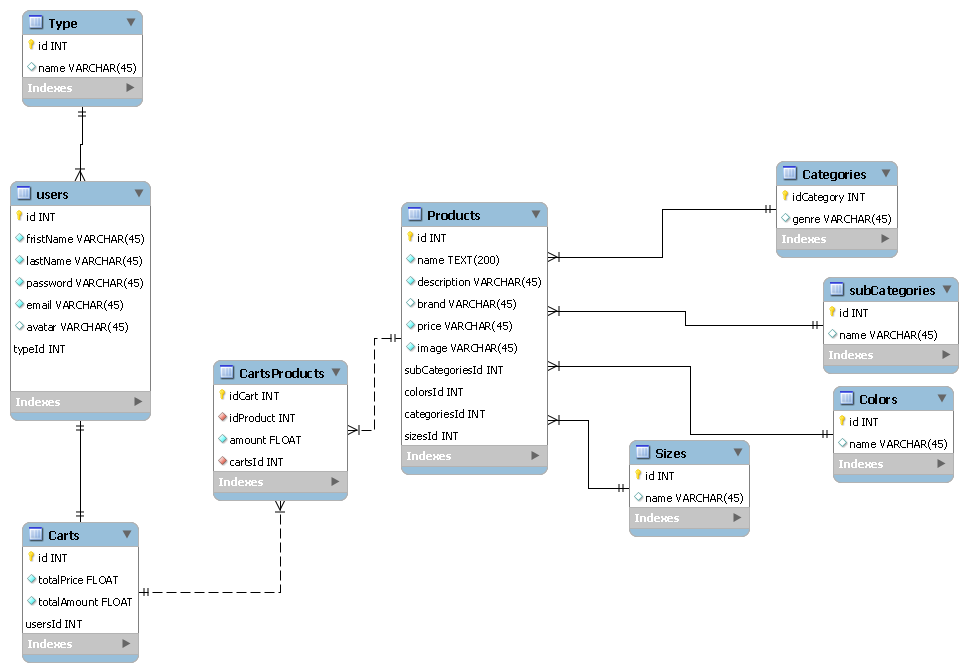 Type
id INT
name VARCHAR(45)
Indexes
users
id INT
fristName VARCHAR(45)
lastName VARCHAR(45)
password VARCHAR(45)
email VARCHAR(45)
avatar VARCHAR(45)
typeId INT
Indexes
Carts
id INT
totalPrice FLOAT
totalAmount FLOAT
usersId INT
Indexes
CartsProducts
idCart INT
idProduct INT
amount FLOAT
cartsId INT
Indexes
Products
id INT
name TEXT(200)
description VARCHAR(45)
brand VARCHAR(45)
price VARCHAR(45)
image VARCHAR(45)
subCategoriesId INT
colorsId INT
categoriesId INT
sizesId INT
Indexes
Categories
idCategory INT
genre VARCHAR(45)
Indexes
subCategories
id INT
name VARCHAR(45)
Indexes
Colors
id INT
name VARCHAR(45)
Indexes
Sizes
id INT
name VARCHAR(45)
Indexes